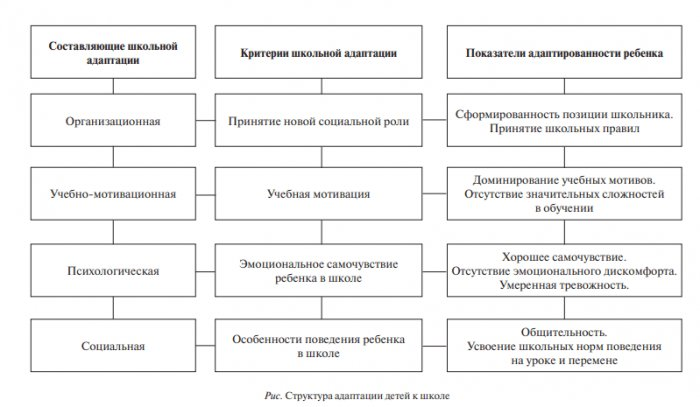 Составляющие школьной
адаптации
Критерии школьной адаптации
Показатели адаптированности ребенка
Организационная
Принятие новой социальной роли
Сформированность позиции школьника.
Принятие школьных правил
Учебно-мотивационная
Учебная мотивация
Доминирование учебных мотивов.
Отсутствие значительных сложностей
в обучении
Психологическая
Эмоциональное самочувствие
ребенка в школе
Хорошее самочувствие.
Отсутствие эмоционального дискомфорта.
Умеренная тревожность.
Социальная
Особенности поведения ребенка
в школе
Общительность.
Усвоение школьных норм поведения
на уроке и перемене
Рис. Структура адаптации детей к школе